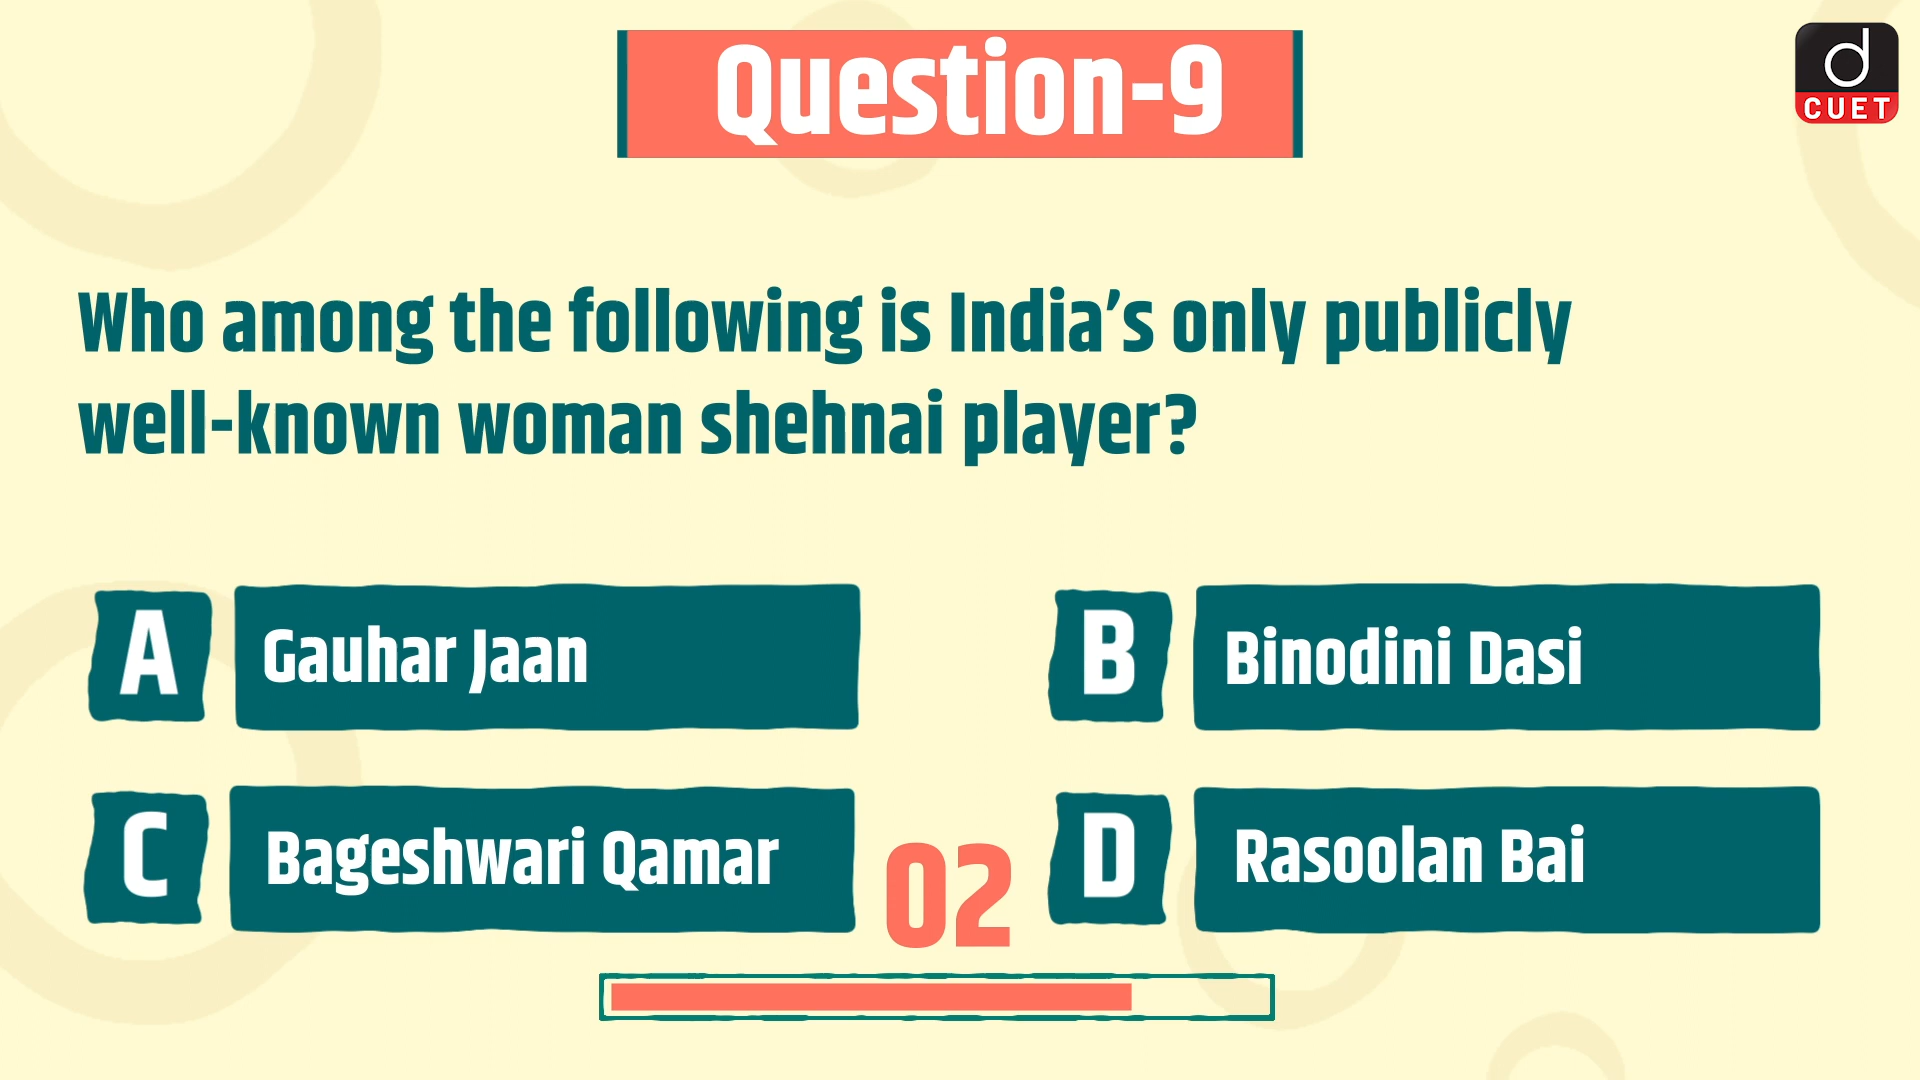 Question-9
d
CUET
Who among the following is India’s only publicly
well-known woman shehnai player?
A Gauhar Jaan
B Binodini Dasi
C Bageshwari Qamar
D Rasoolan Bai
02